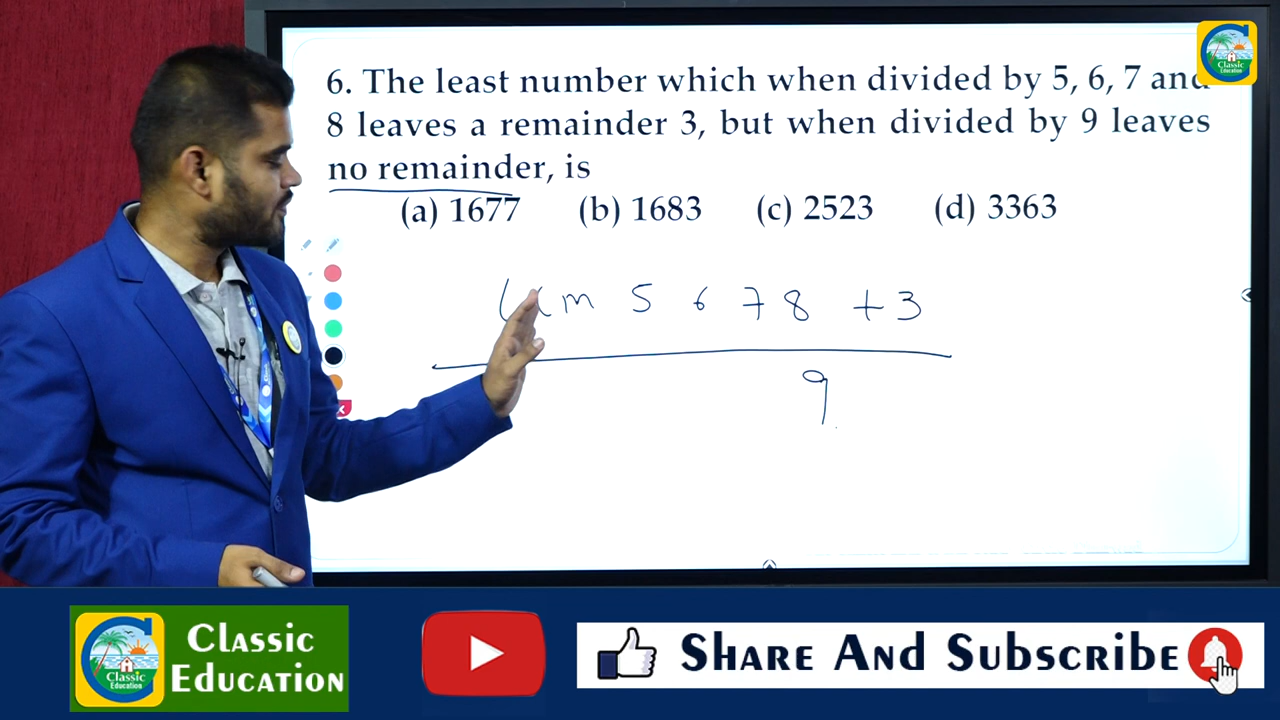 Classic
Education
6. The least number which when divided by 5, 6, 7 and
8 leaves a remainder 3, but when divided by 9 leaves
no remainder, is
(a) 1677 (b) 1683 (c) 2523 (d) 3363
m 5 6 7 8 + 3
9
Classic
Education
Classic
Education
Share And Subscribe